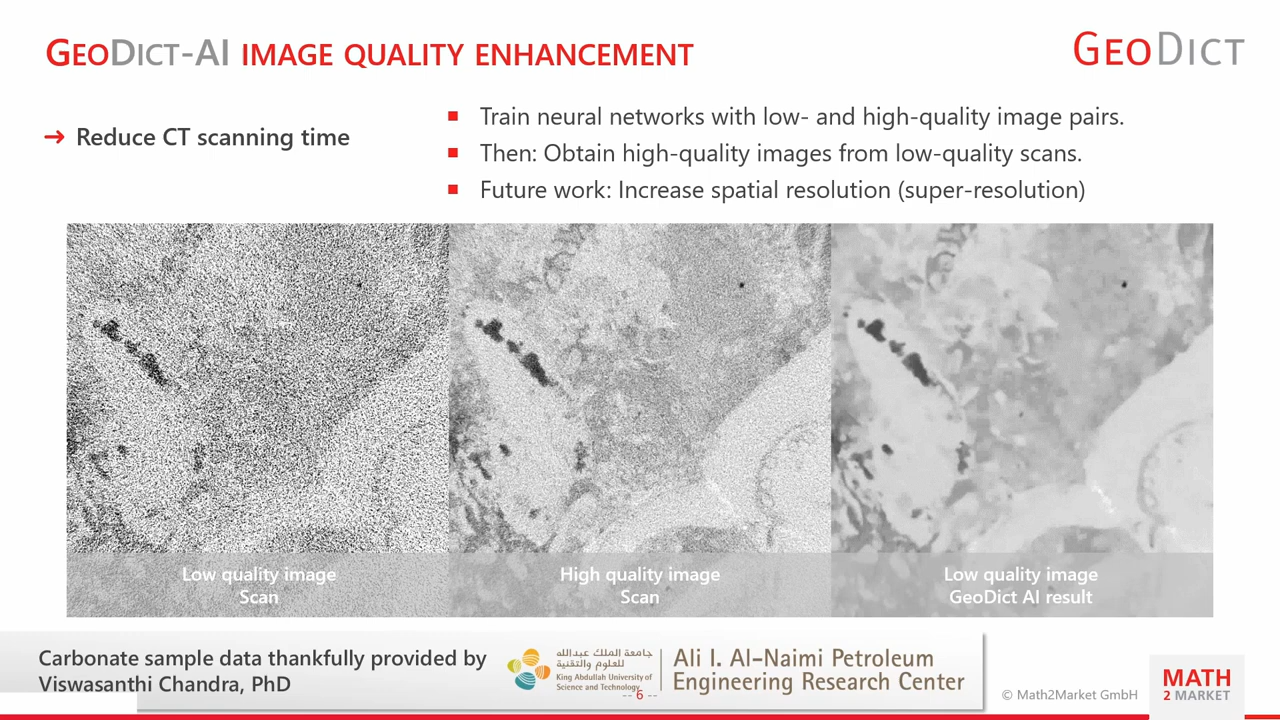 GEODICT-AI IMAGE QUALITY ENHANCEMENT
GEODICT
➔ Reduce CT scanning time
▪ Train neural networks with low- and high-quality image pairs.
▪ Then: Obtain high-quality images from low-quality scans.
▪ Future work: Increase spatial resolution (super-resolution)
Low quality image
Scan
High quality image
Scan
Low quality image
GeoDict AI result
Carbonate sample data thankfully provided by
Viswasanthi Chandra, PhD
جامعة الملك عبدالله
للعلوم والتقنية
King Abdullah University of
Science and Technology
Ali I. Al-Naimi Petroleum
Engineering Research Center
-- 6 --
© Math2Market GmbH
MATH
2 MARKET